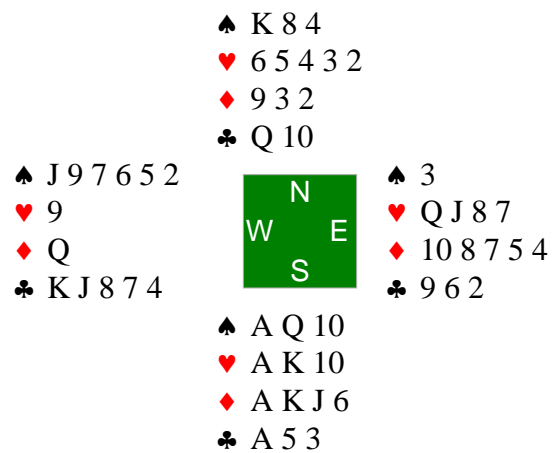 ♠ K 8 4
♥ 6 5 4 3 2
♦ 9 3 2
♣ Q 10
♠ J 9 7 6 5 2
♥ 9
♦ Q
♣ K J 8 7 4
N
W E
S
♠ 3
♥ Q J 8 7
♦ 10 8 7 5 4
♣ 9 6 2
♠ A Q 10
♥ A K 10
♦ A K J 6
♣ A 5 3